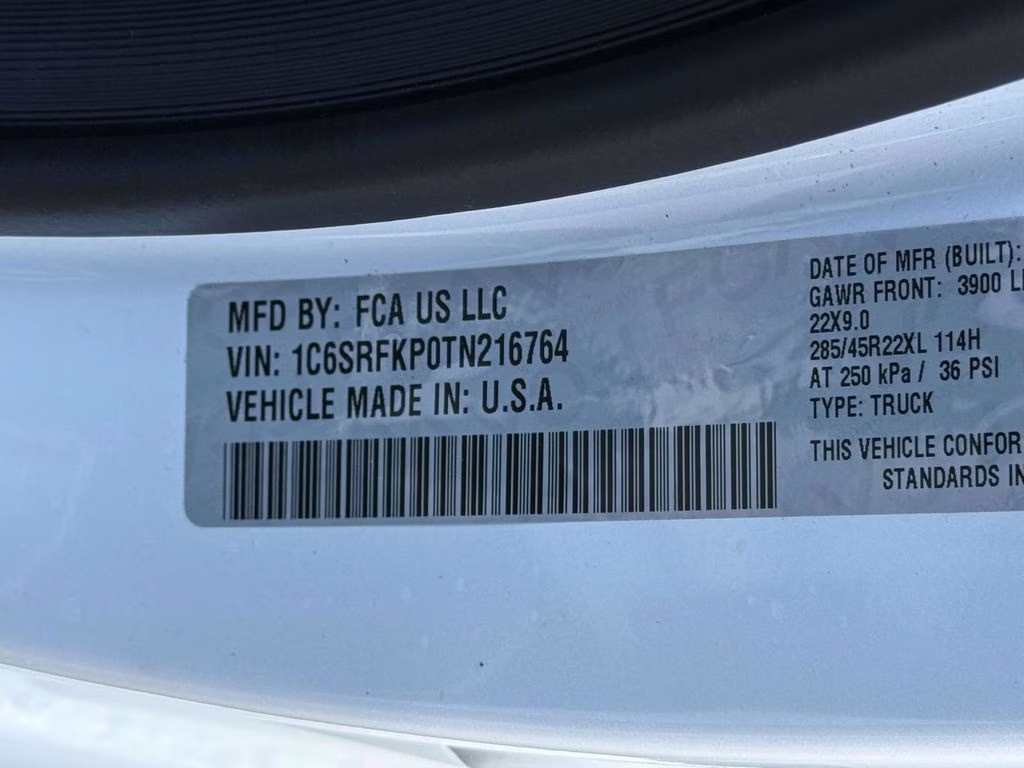 MFD BY: FCA US LLC
VIN: 1C6SRFKP0TN216764
VEHICLE MADE IN: U.S.A.
DATE OF MFR (BUILT):
GAWR FRONT: 3900 L
22X9.0
285/45R22XL 114H
AT 250 kPa / 36 PSI
TYPE: TRUCK
THIS VEHICLE CONFOR
STANDARDS IN